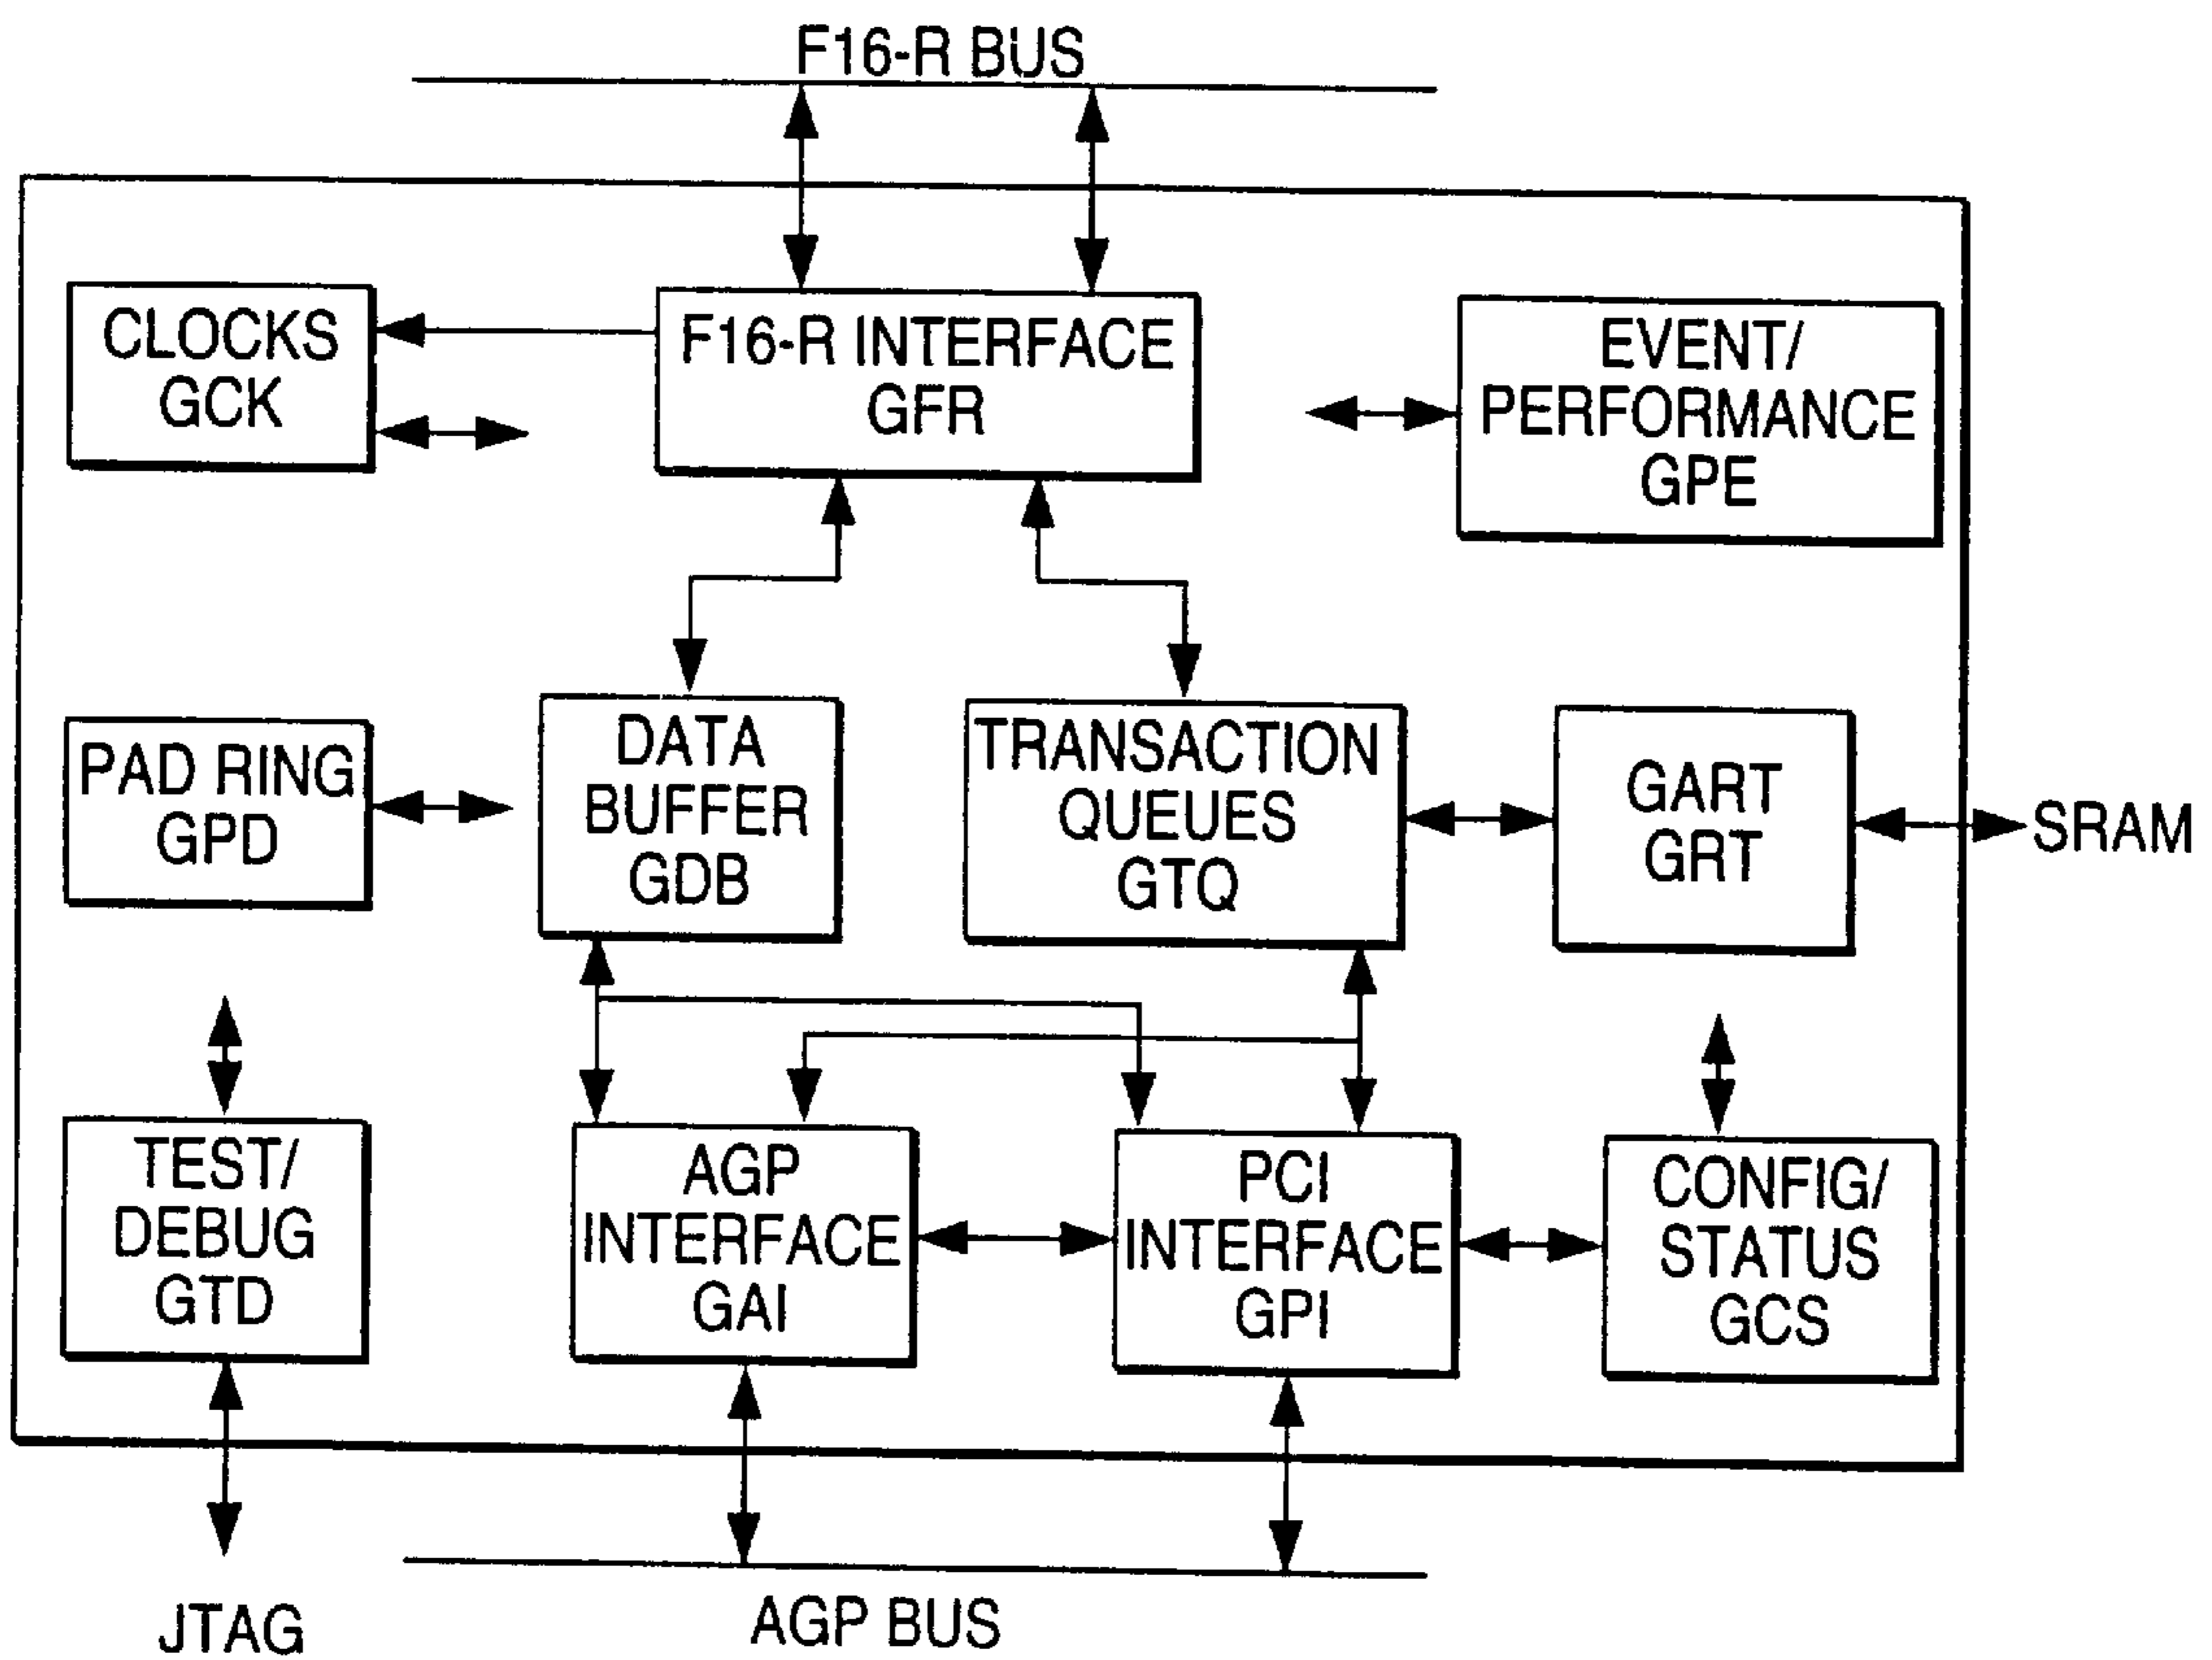 F16-R BUS
CLOCKS
GCK
F16-R INTERFACE
GFR
EVENT/
PERFORMANCE
GPE
PAD RING
GPD
DATA
BUFFER
GDB
TRANSACTION
QUEUES
GTQ
GART
GRT
SRAM
TEST/
DEBUG
GTD
AGP
INTERFACE
GAI
PCI
INTERFACE
GPI
CONFIG/
STATUS
GCS
JTAG
AGP BUS